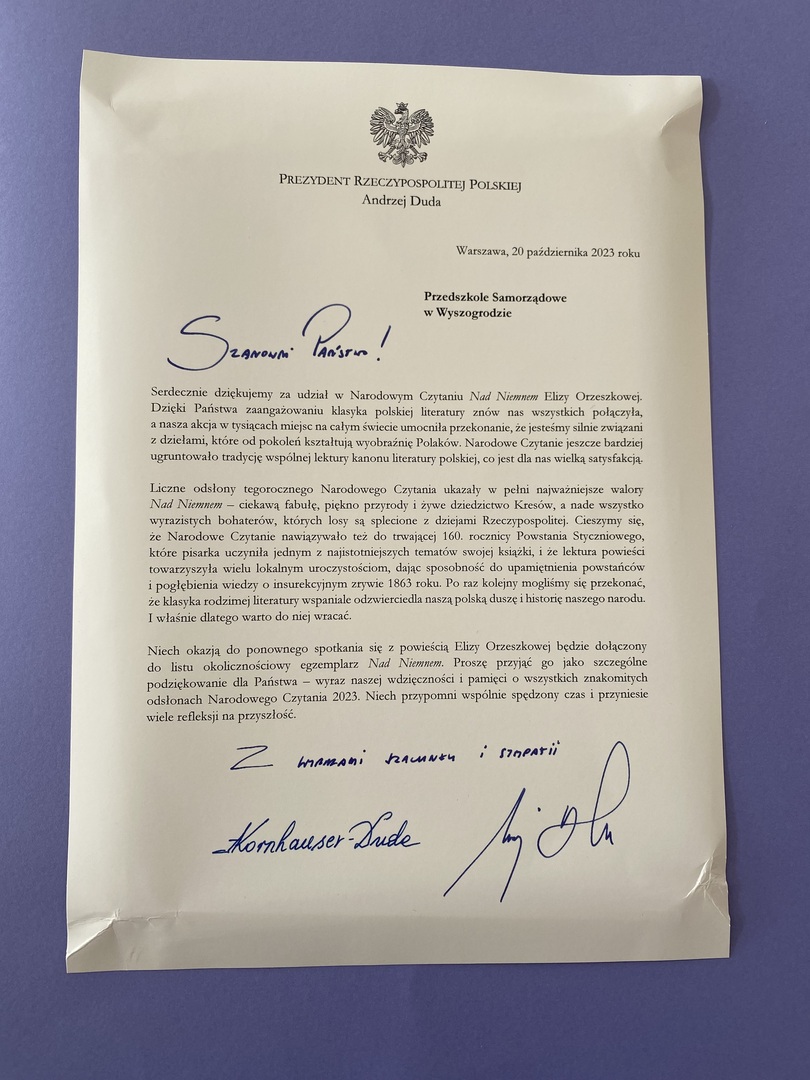 PREZYDENT RZECZYPOSPOLITEJ POLSKIEJ
Andrzej Duda
Warszawa, 20 października 2023 roku
Przedszkole Samorządowe
w Wyszogrodzie
Szanowni Państwo!
Serdecznie dziękujemy za udział w Narodowym Czytaniu Nad Niemnem Elizy Orzeszkowej.
Dzięki Państwa zaangażowaniu klasyka polskiej literatury znów nas wszystkich połączyła,
a nasza akcja w tysiącach miejsc na całym świecie umocniła przekonanie, że jesteśmy silnie związani
z dziełami, które od pokoleń kształtują wyobraźnię Polaków. Narodowe Czytanie jeszcze bardziej
ugruntowało tradycję wspólnej lektury kanonu literatury polskiej, co jest dla nas wielką satysfakcją.
Liczne odsłony tegorocznego Narodowego Czytania ukazały w pełni najważniejsze walory
Nad Niemnem – ciekawą fabułę, piękno przyrody i żywe dziedzictwo Kresów, a nade wszystko
wyrazistych bohaterów, których losy są splecione z dziejami Rzeczypospolitej. Cieszymy się,
że Narodowe Czytanie nawiązywało też do trwającej 160. rocznicy Powstania Styczniowego,
które pisarka uczyniła jednym z najistotniejszych tematów swojej książki, i że lektura powieści
towarzyszyła wielu lokalnym uroczystościom, dając sposobność do upamiętnienia powstańców
i pogłębienia wiedzy o insurekcyjnym zrywie 1863 roku. Po raz kolejny mogliśmy się przekonać,
że klasyka rodzimej literatury wspaniale odzwierciedla naszą polską duszę i historię naszego narodu.
I właśnie dlatego warto do niej wracać.
Niech okazją do ponownego spotkania się z powieścią Elizy Orzeszkowej będzie dołączony
do listu okolicznościowy egzemplarz Nad Niemnem. Proszę przyjąć go jako szczególne
podziękowanie dla Państwa – wyraz naszej wdzięczności i pamięci o wszystkich znakomitych
odsłonach Narodowego Czytania 2023. Niech przypomni wspólnie spędzony czas i przyniesie
wiele refleksji na przyszłość.
Z wyrazami szacunku i sympatii
Kornhauser-Duda